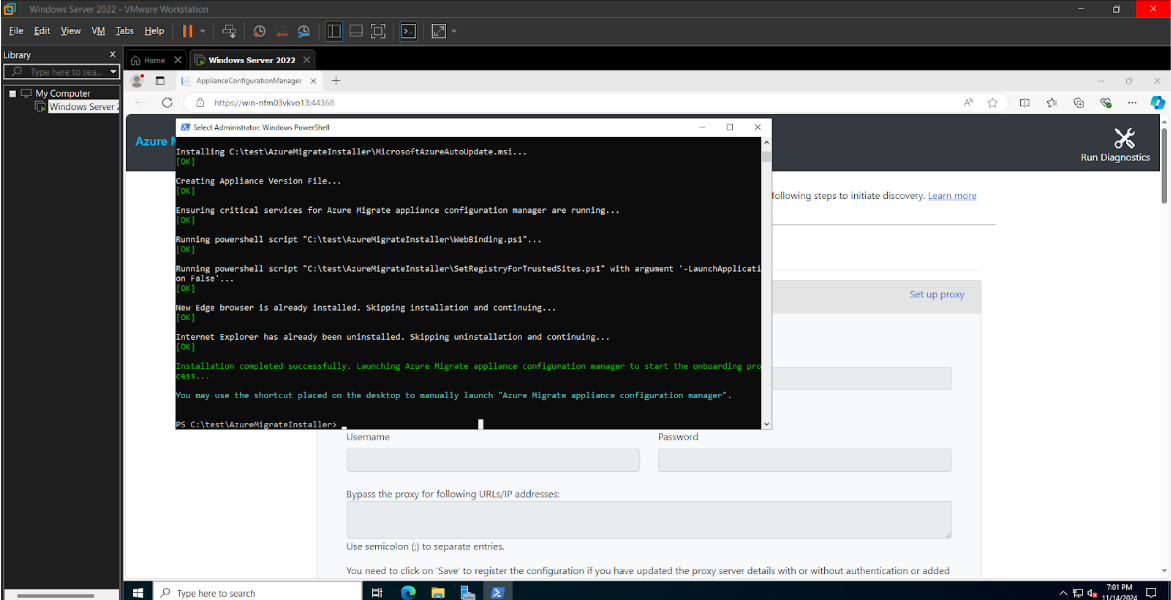 Windows Server 2022 - VMware Workstation
File Edit View VM Tabs Help
Library
Type here to sea...
My Computer
Windows Server 2
Home
Windows Server 2022
ApplianceConfigurationManager
https://win-nfm03vkvo13:44368
Azure
Run Diagnostics
Select Administrator: Windows PowerShell
Installing C:\test\AzureMigrateInstaller\MicrosoftAzureAutoUpdate.msi...
[OK]
Creating Appliance Version File...
[OK]
Ensuring critical services for Azure Migrate appliance configuration manager are running...
[OK]
Running powershell script "C:\test\AzureMigrateInstaller\WebBinding.ps1"...
[OK]
Running powershell script "C:\test\AzureMigrateInstaller\SetRegistryForTrustedSites.ps1" with argument '-LaunchApplicati
on False'...
[OK]
New Edge browser is already installed. Skipping installation and continuing...
[OK]
Internet Explorer has already been uninstalled. Skipping uninstallation and continuing...
[OK]
Installation completed successfully. Launching Azure Migrate appliance configuration manager to start the onboarding pro
cess...
You may use the shortcut placed on the desktop to manually launch "Azure Migrate appliance configuration manager".
PS C:\test\AzureMigrateInstaller>
following steps to initiate discovery. Learn more
Set up proxy
Username Password
Bypass the proxy for following URLs/IP addresses:
Use semicolon (;) to separate entries.
You need to click on 'Save' to register the configuration if you have updated the proxy server details with or without authentication or added
Type here to search
7:01 PM
11/14/2024